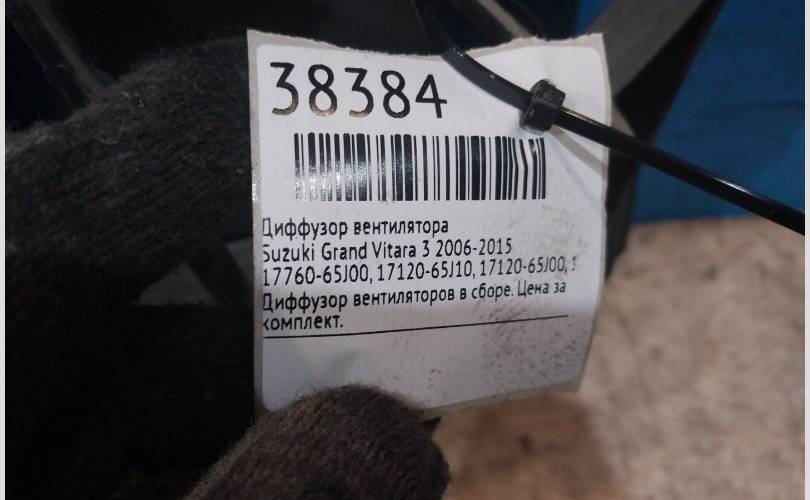 38384
Диффузор вентилятора
Suzuki Grand Vitara 3 2006-2015
17760-65J00, 17120-65J10, 17120-65J00, 1
Диффузор вентиляторов в сборе. Цена за
комплект.